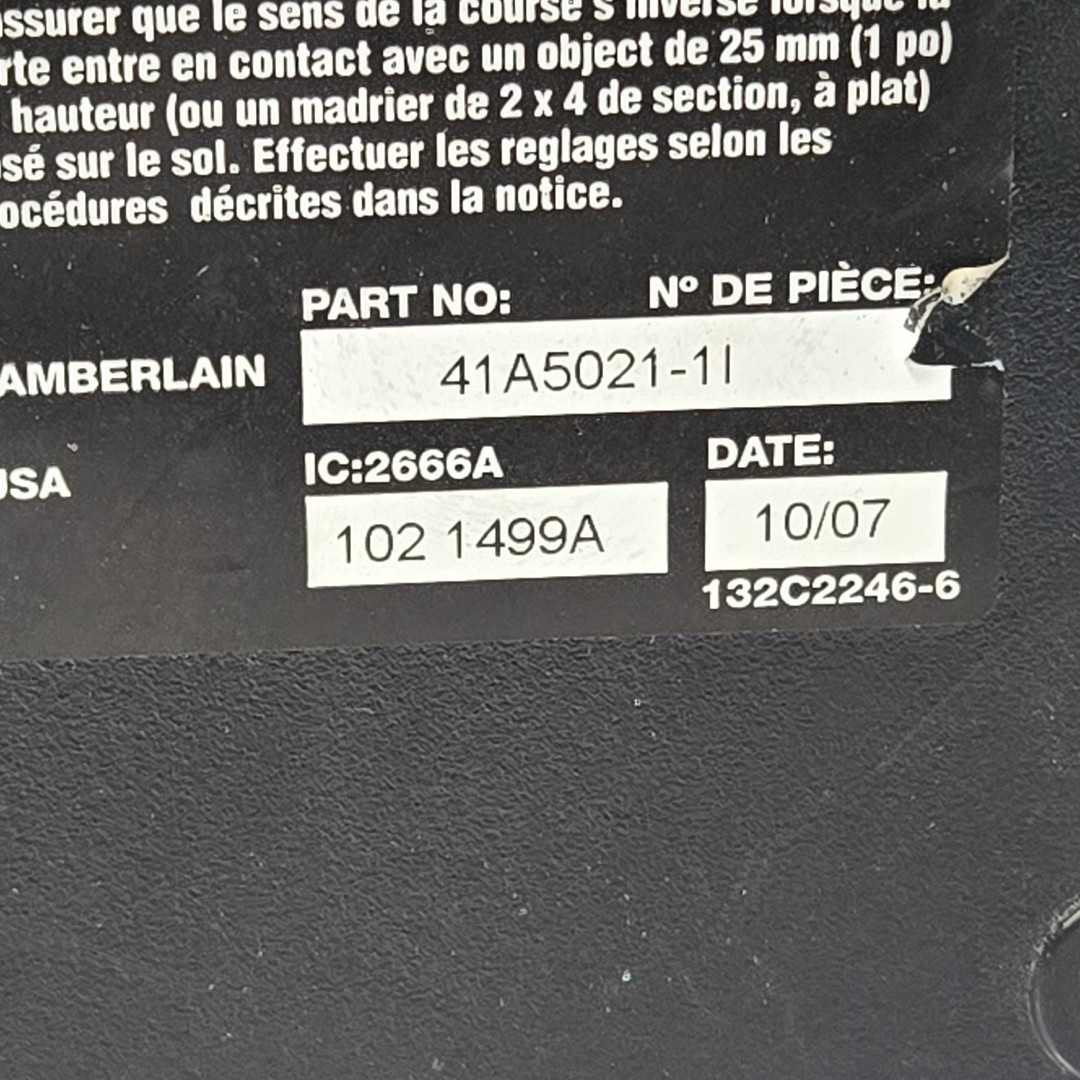 assurer que le sens de la course s'inverse lorsque la
rte entre en contact avec un object de 25 mm (1 po)
hauteur (ou un madrier de 2 x 4 de section, à plat)
sé sur le sol. Effectuer les reglages selon les
océdures décrites dans la notice.
PART NO: Nº DE PIÈCE:
AMBERLAIN 41A5021-1I
IC:2666A DATE:
USA
102 1499A 10/07
132C2246-6